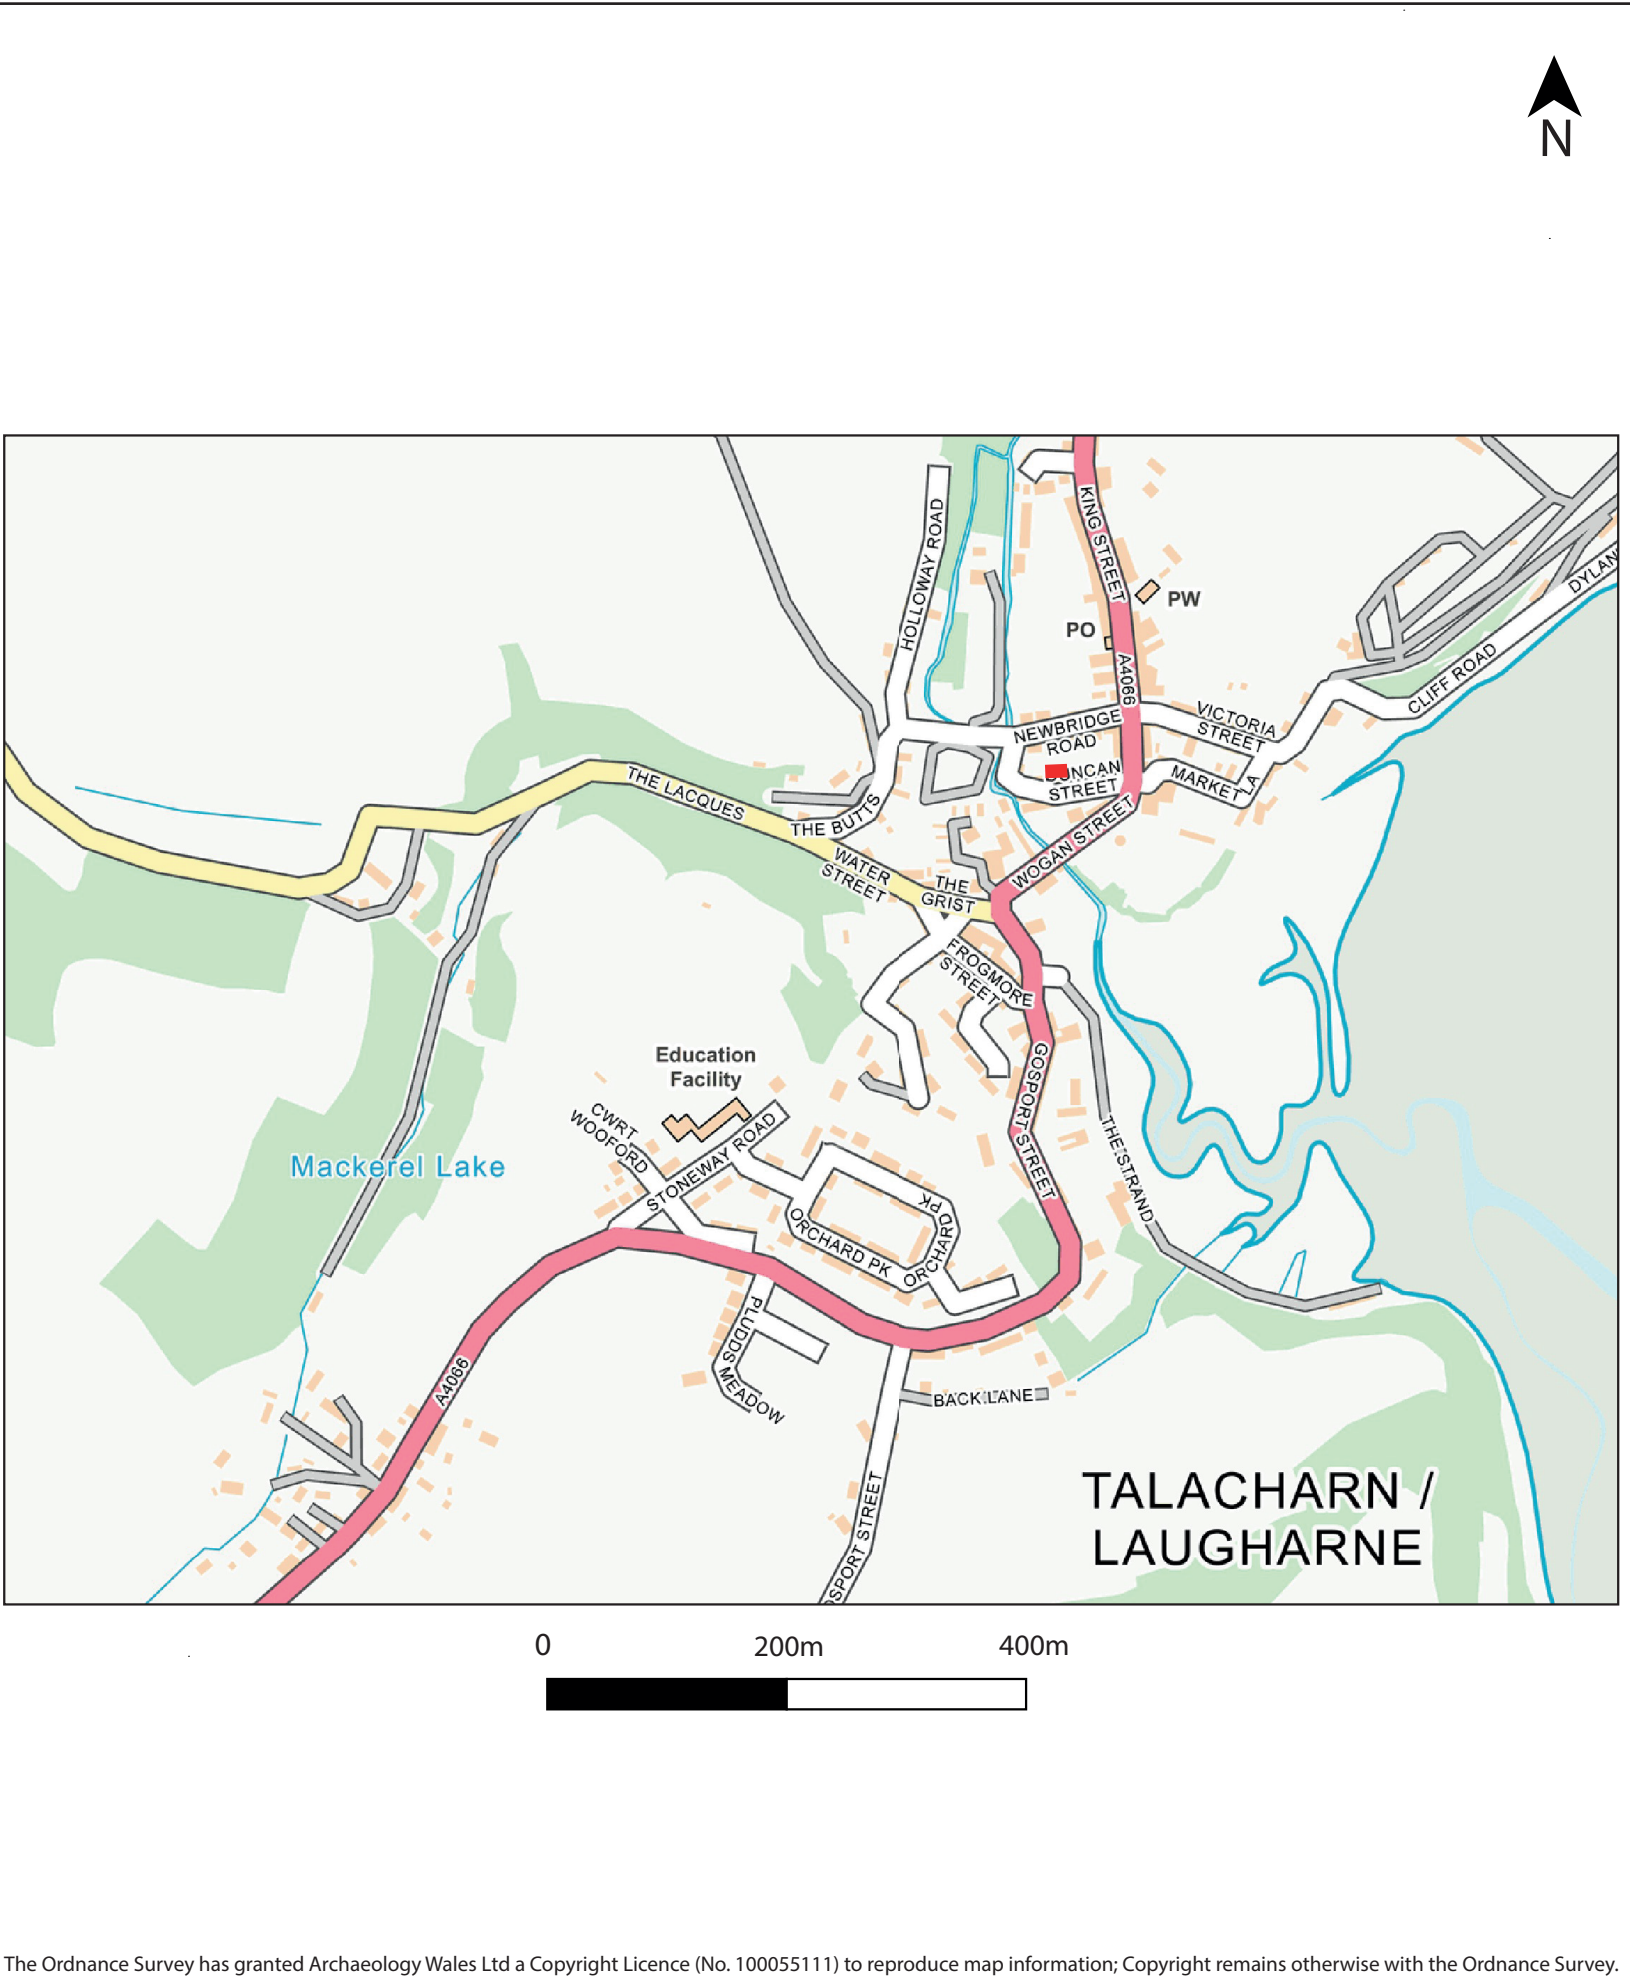 N
KING STREET
HOLLOWAY ROAD
PW
PO
A4066
DYLAN
CLIFF ROAD
VICTORIA
STREET
NEWBRIDGE
ROAD
DUNCAN
STREET
MARKET LA
THE LACQUES
THE BUTTS
WOGAN STREET
WATER
STREET
THE
GRIST
FROGMORE
STREET
Education
Facility
GOSPORT STREET
CWRT
WOOFORD
STONEWAY ROAD
THE STRAND
Mackerel Lake
ORCHARD PK
ORCHARD PK
PLUDDS
MEADOW
A4066
BACK LANE
OSPORT STREET
TALACHARN /
LAUGHARNE
0 200m 400m
The Ordnance Survey has granted Archaeology Wales Ltd a Copyright Licence (No. 100055111) to reproduce map information; Copyright remains otherwise with the Ordnance Survey.